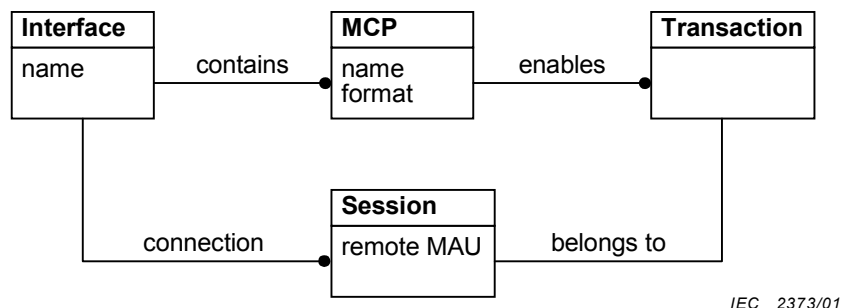 Interface
name
contains
MCP
name
format
enables
Transaction
connection
Session
remote MAU
belongs to
IEC 2373/01